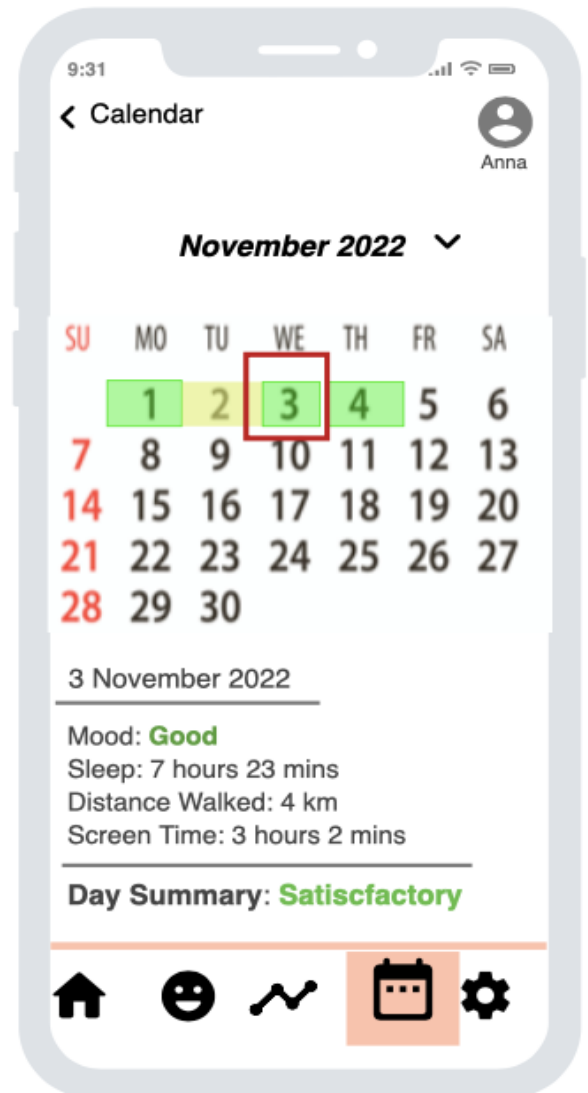 9:31
Calendar
Anna
November 2022
SU MO TU WE TH FR SA
1 2 3 4 5 6
7 8 9 10 11 12 13
14 15 16 17 18 19 20
21 22 23 24 25 26 27
28 29 30
3 November 2022
Mood: Good
Sleep: 7 hours 23 mins
Distance Walked: 4 km
Screen Time: 3 hours 2 mins
Day Summary: Satiscfactory